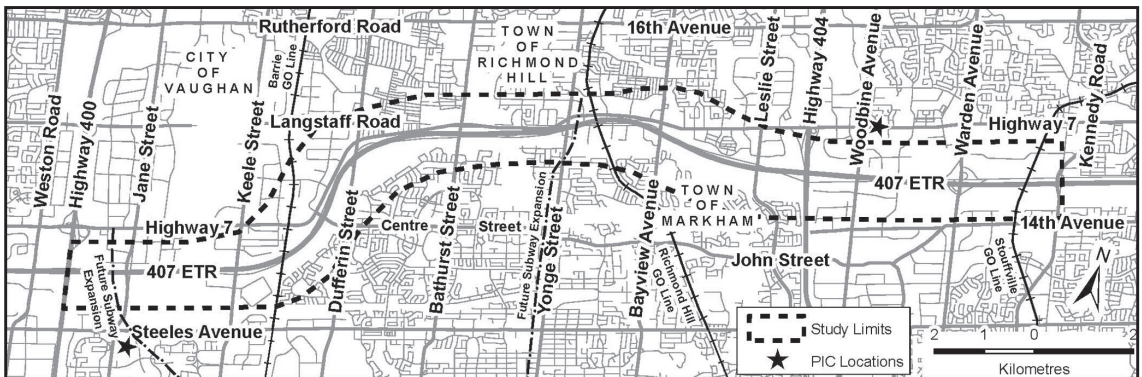 Rutherford Road
TOWN
OF
RICHMOND
HILL
16th Avenue
CITY
OF
VAUGHAN
Barrie
GO Line
Leslie Street
Highway 404
Woodbine Avenue
Warden Avenue
Kennedy Road
Weston Road
Highway 400
Jane Street
Keele Street
Langstaff Road
Highway 7
407 ETR
TOWN
OF
MARKHAM
Highway 7
Centre Street
14th Avenue
407 ETR
Future Subway
Expansion
Dufferin Street
Bathurst Street
Future Subway Expansion
Yonge Street
Bayview Avenue
Richmond Hill
GO Line
John Street
Stouffville
GO Line
N
Steeles Avenue
Study Limits
PIC Locations
2 1 0 2
Kilometres